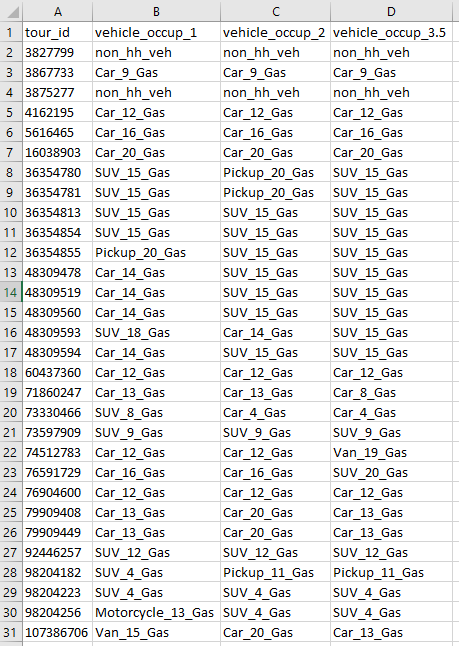 A B C D
1 tour_id vehicle_occup_1 vehicle_occup_2 vehicle_occup_3.5
2 3827799 non_hh_veh non_hh_veh non_hh_veh
3 3867733 Car_9_Gas Car_9_Gas Car_9_Gas
4 3875277 non_hh_veh non_hh_veh non_hh_veh
5 4162195 Car_12_Gas Car_12_Gas Car_12_Gas
6 5616465 Car_16_Gas Car_16_Gas Car_16_Gas
7 16038903 Car_20_Gas Car_20_Gas Car_20_Gas
8 36354780 SUV_15_Gas Pickup_20_Gas SUV_15_Gas
9 36354781 SUV_15_Gas Pickup_20_Gas SUV_15_Gas
10 36354813 SUV_15_Gas SUV_15_Gas SUV_15_Gas
11 36354854 SUV_15_Gas SUV_15_Gas SUV_15_Gas
12 36354855 Pickup_20_Gas SUV_15_Gas SUV_15_Gas
13 48309478 Car_14_Gas SUV_15_Gas SUV_15_Gas
14 48309519 Car_14_Gas SUV_15_Gas SUV_15_Gas
15 48309560 Car_14_Gas SUV_15_Gas SUV_15_Gas
16 48309593 SUV_18_Gas Car_14_Gas SUV_15_Gas
17 48309594 Car_14_Gas SUV_15_Gas SUV_15_Gas
18 60437360 Car_12_Gas Car_12_Gas Car_12_Gas
19 71860247 Car_13_Gas Car_13_Gas Car_8_Gas
20 73330466 SUV_8_Gas Car_4_Gas Car_4_Gas
21 73597909 SUV_9_Gas SUV_9_Gas SUV_9_Gas
22 74512783 Car_12_Gas Car_12_Gas Van_19_Gas
23 76591729 Car_16_Gas Car_16_Gas SUV_20_Gas
24 76904600 Car_12_Gas Car_12_Gas Car_12_Gas
25 79909408 Car_13_Gas Car_20_Gas Car_13_Gas
26 79909449 Car_13_Gas Car_20_Gas Car_13_Gas
27 92446257 SUV_12_Gas SUV_12_Gas SUV_12_Gas
28 98204182 SUV_4_Gas Pickup_11_Gas Pickup_11_Gas
29 98204223 SUV_4_Gas SUV_4_Gas SUV_4_Gas
30 98204256 Motorcycle_13_Gas SUV_4_Gas SUV_4_Gas
31 107386706 Van_15_Gas Car_20_Gas Car_13_Gas